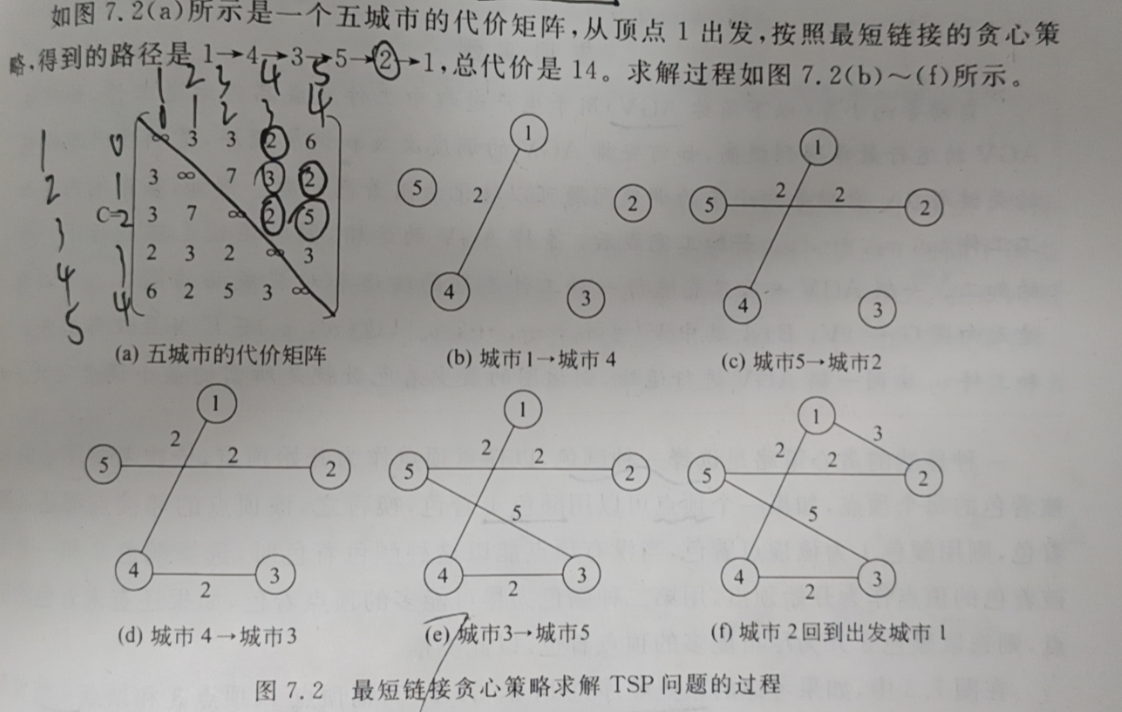 如图 7.2(a)所示是一个五城市的代价矩阵,从顶点 1 出发,按照最短链接的贪心策
略,得到的路径是 1→4→3→5→2→1,总代价是 14。求解过程如图 7.2(b)～(f)所示。
1 2 3 4 5
0 1 2 3 4
1 0 ∞ 3 3 2 6
2 1 3 ∞ 7 3 2
3 C=2 3 7 ∞ 2 5
4 2 3 2 ∞ 3
5 4 6 2 5 3 ∞
(a) 五城市的代价矩阵
1
5 2 2
4 3
(b) 城市1→城市 4
1
5 2 2 2
4 3
(c) 城市5→城市2
1
2
5 2 2
4 2 3
(d) 城市 4→城市3
1
2
5 2 2
5
4 2 3
(e) 城市3→城市5
1
2 3
5 2 2
5
4 2 3
(f) 城市 2回到出发城市 1
图 7.2 最短链接贪心策略求解 TSP 问题的过程